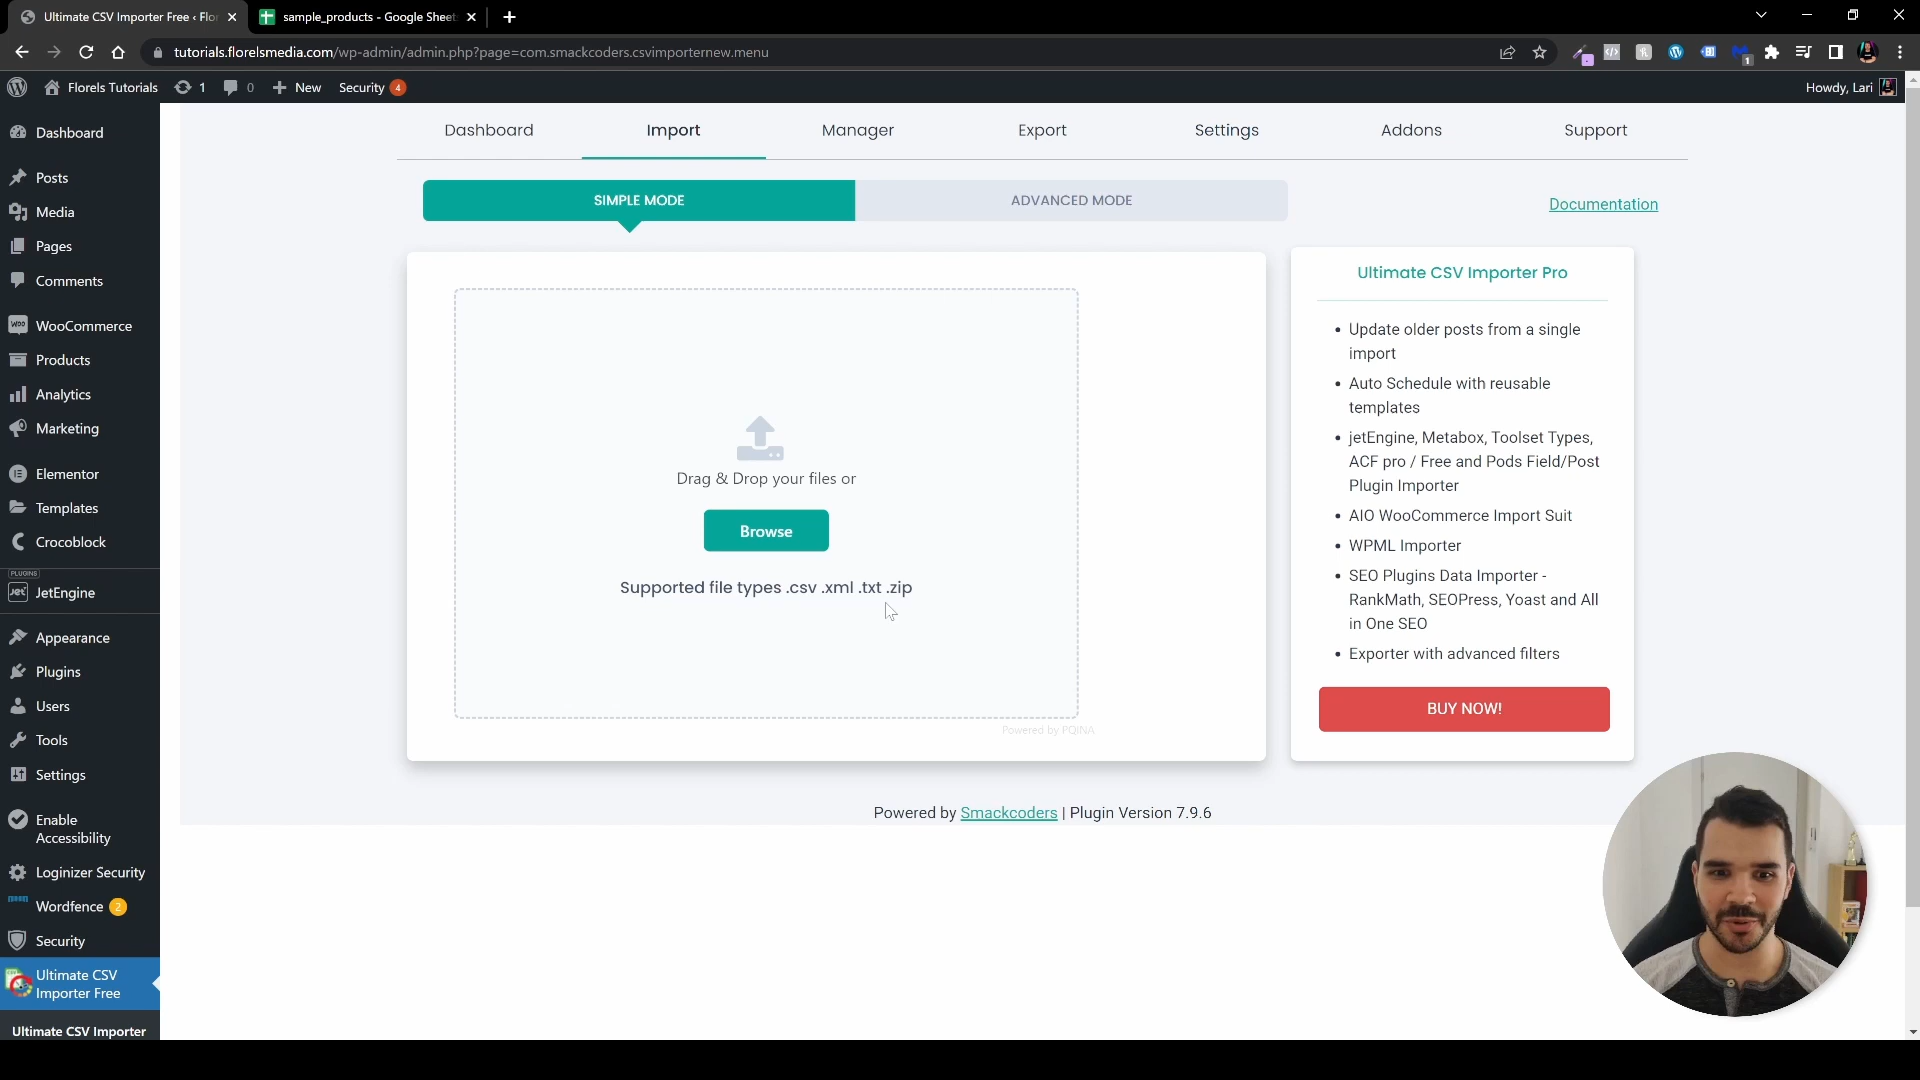 Ultimate CSV Importer Free ‹ Flor
sample_products - Google Sheets
tutorials.florelsmedia.com/wp-admin/admin.php?page=com.smackcoders.csvimporternew.menu
1
Florels Tutorials
1
0
New
Security 4
Howdy, Lari
Dashboard
Posts
Media
Pages
Comments
WooCommerce
Products
Analytics
Marketing
Elementor
Templates
Crocoblock
PLUGINS
JetEngine
Appearance
Plugins
Users
Tools
Settings
Enable
Accessibility
Loginizer Security
Wordfence 2
Security
Ultimate CSV
Importer Free
Ultimate CSV Importer
Dashboard
Import
Manager
Export
Settings
Addons
Support
SIMPLE MODE
ADVANCED MODE
Documentation
Drag & Drop your files or
Browse
Supported file types .csv .xml .txt .zip
Powered by PQINA
Ultimate CSV Importer Pro
• Update older posts from a single
import
• Auto Schedule with reusable
templates
• jetEngine, Metabox, Toolset Types,
ACF pro / Free and Pods Field/Post
Plugin Importer
• AIO WooCommerce Import Suit
• WPML Importer
• SEO Plugins Data Importer -
RankMath, SEOPress, Yoast and All
in One SEO
• Exporter with advanced filters
BUY NOW!
Powered by Smackcoders | Plugin Version 7.9.6